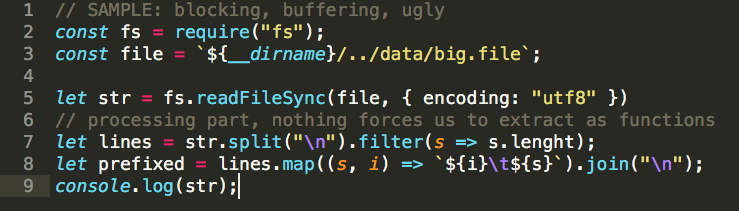 1 // SAMPLE: blocking, buffering, ugly
2 const fs = require("fs");
3 const file = `${__dirname}/../data/big.file`;
4
5 let str = fs.readFileSync(file, { encoding: "utf8" })
6 // processing part, nothing forces us to extract as functions
7 let lines = str.split("\n").filter(s => s.lenght);
8 let prefixed = lines.map((s, i) => `${i}\t${s}`).join("\n");
9 console.log(str);